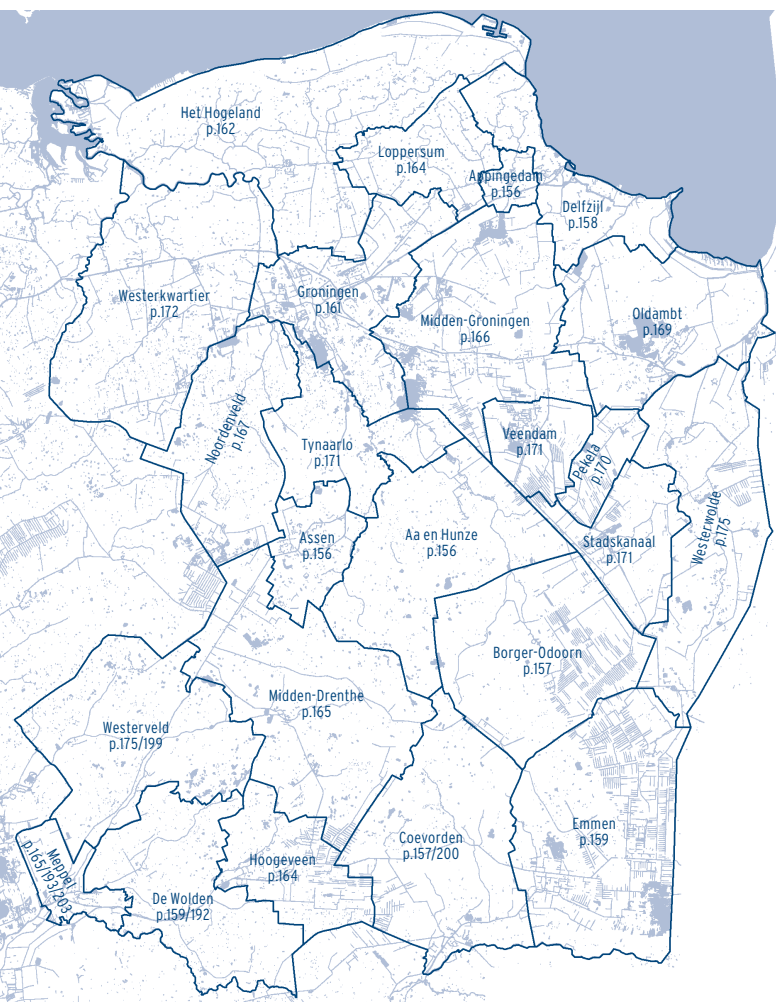 Het Hogeland
p.162
Loppersum
p.164
Appingedam
p.156
Delfzijl
p.158
Westerkwartier
p.172
Groningen
p.161
Midden-Groningen
p.166
Oldambt
p.169
Noordenveld
p.167
Tynaarlo
p.171
Veendam
p.171
Pekela
p.170
Assen
p.156
Aa en Hunze
p.156
Stadskanaal
p.171
Westerwolde
p.175
Borger-Odoorn
p.157
Midden-Drenthe
p.165
Westerveld
p.175/199
Emmen
p.159
Coevorden
p.157/200
Hoogeveen
p.164
Meppel
p.165/193/203
De Wolden
p.159/192